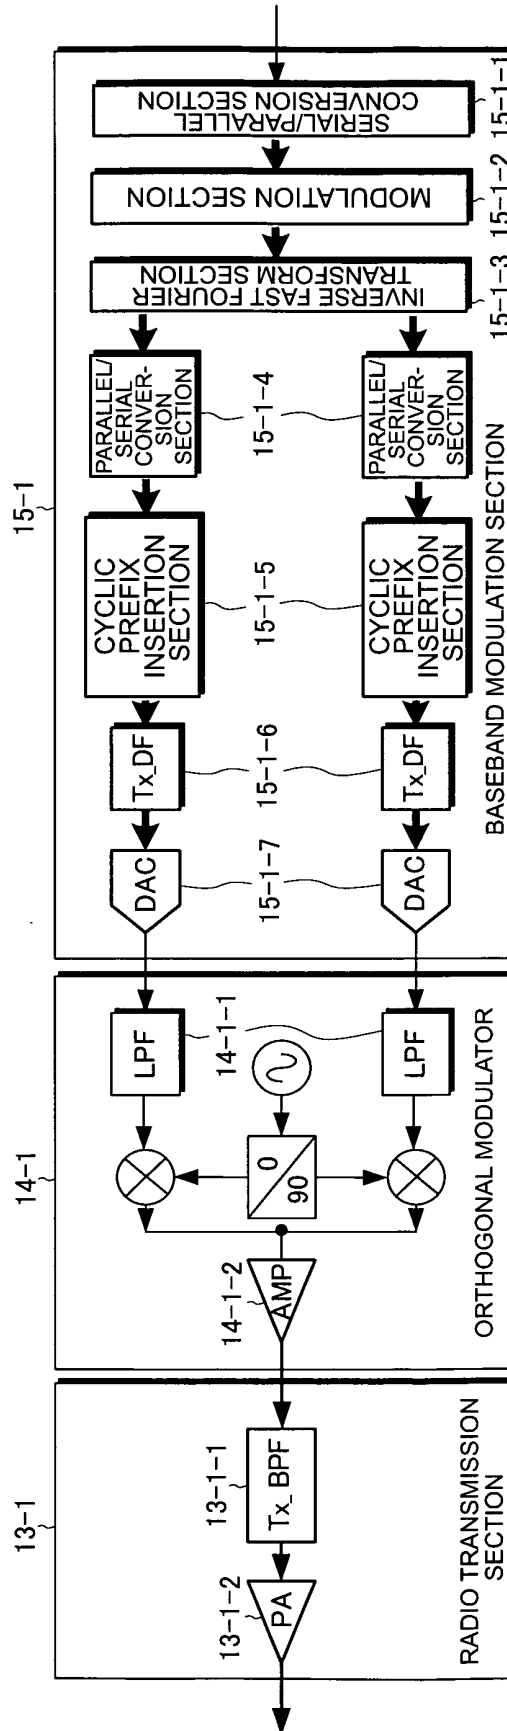 13-1
13-1-2
PA
13-1-1
Tx_BPF
RADIO TRANSMISSION
SECTION
14-1
14-1-2
AMP
0
90
14-1-1
LPF
LPF
ORTHOGONAL MODULATOR
15-1
15-1-7
DAC
DAC
15-1-6
Tx_DF
Tx_DF
15-1-5
CYCLIC
PREFIX
INSERTION
SECTION
CYCLIC
PREFIX
INSERTION
SECTION
15-1-4
PARALLEL/
SERIAL
CONVER-
SION
SECTION
PARALLEL/
SERIAL
CONVER-
SION
SECTION
INVERSE FAST FOURIER
TRANSFORM SECTION
15-1-3
MODULATION SECTION
15-1-2
SERIAL/PARALLEL
CONVERSION SECTION
15-1-1
BASEBAND MODULATION SECTION